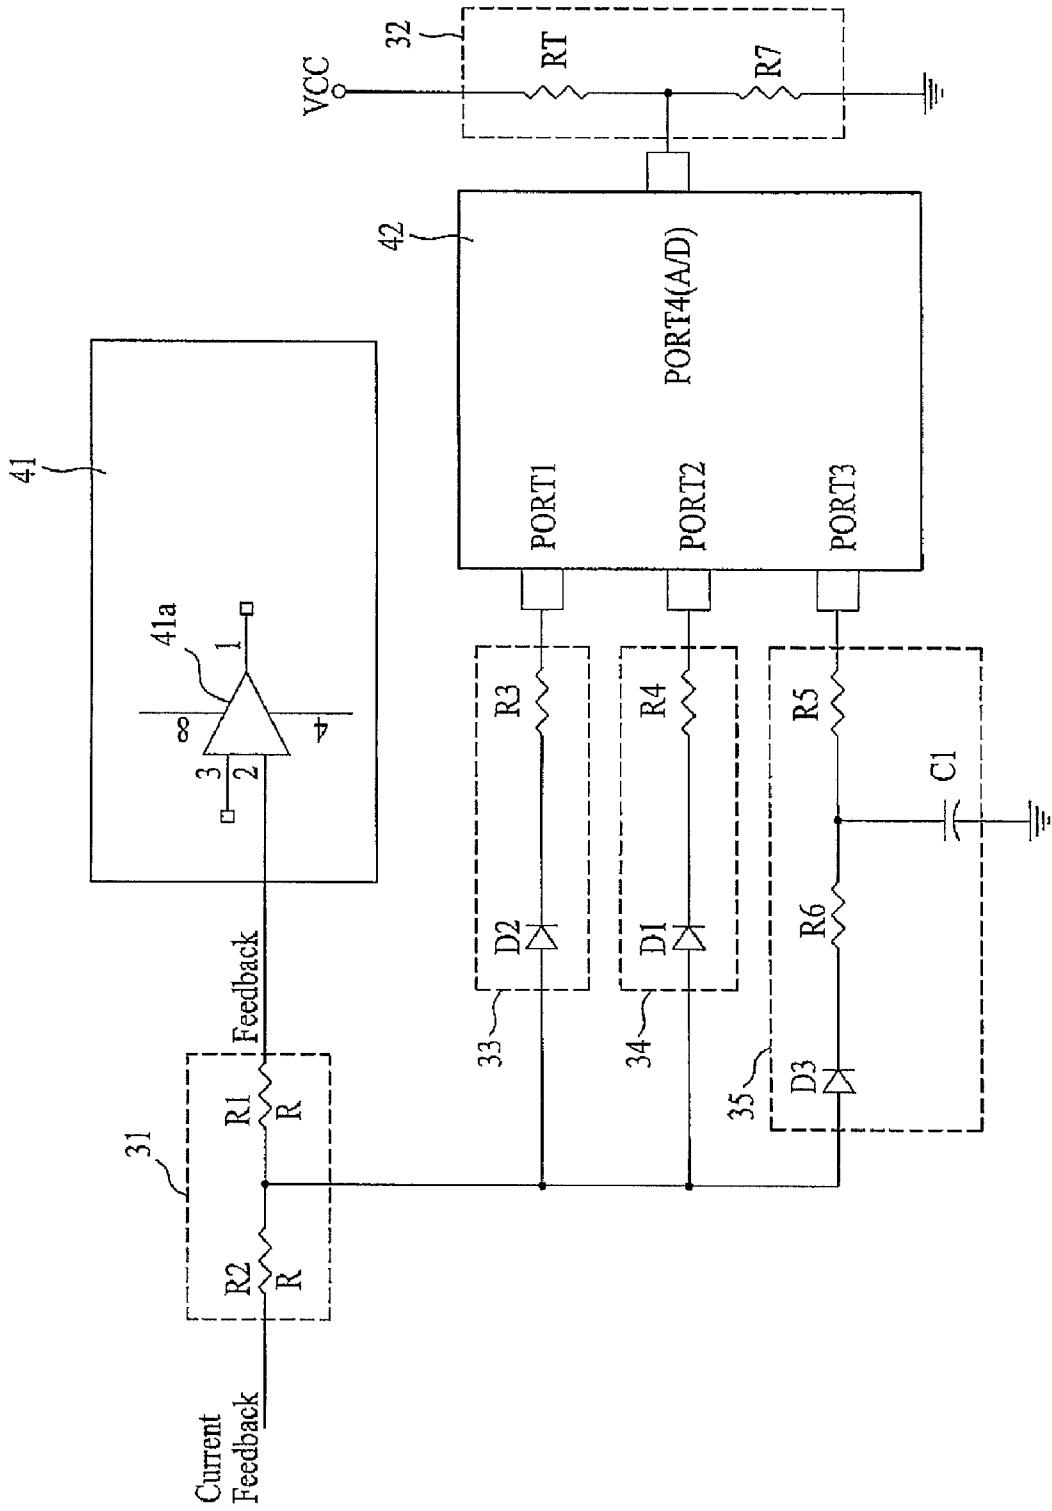 Current
Feedback
31
R2
R
R1
R
Feedback
41
41a
3
2
8
4
1
33
D2
R3
34
D1
R4
35
D3
R6
R5
C1
42
PORT1
PORT2
PORT3
PORT4(A/D)
32
VCC
RT
R7